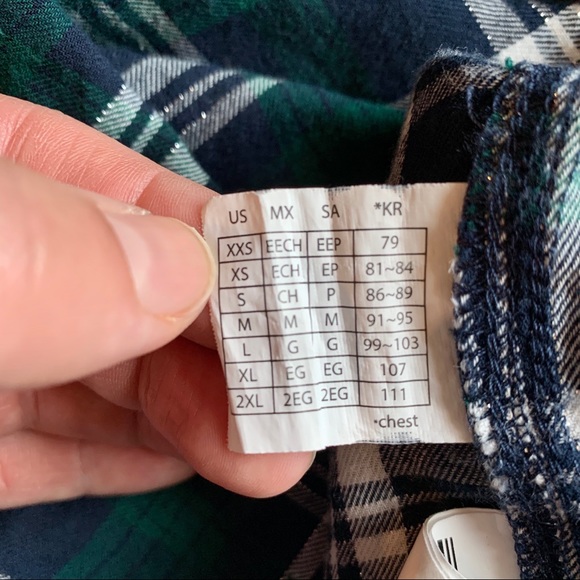 US MX SA *KR
XXS EECH EEP 79
XS ECH EP 81~84
S CH P 86~89
M M M 91~95
L G G 99~103
XL EG EG 107
2XL 2EG 2EG 111
•chest